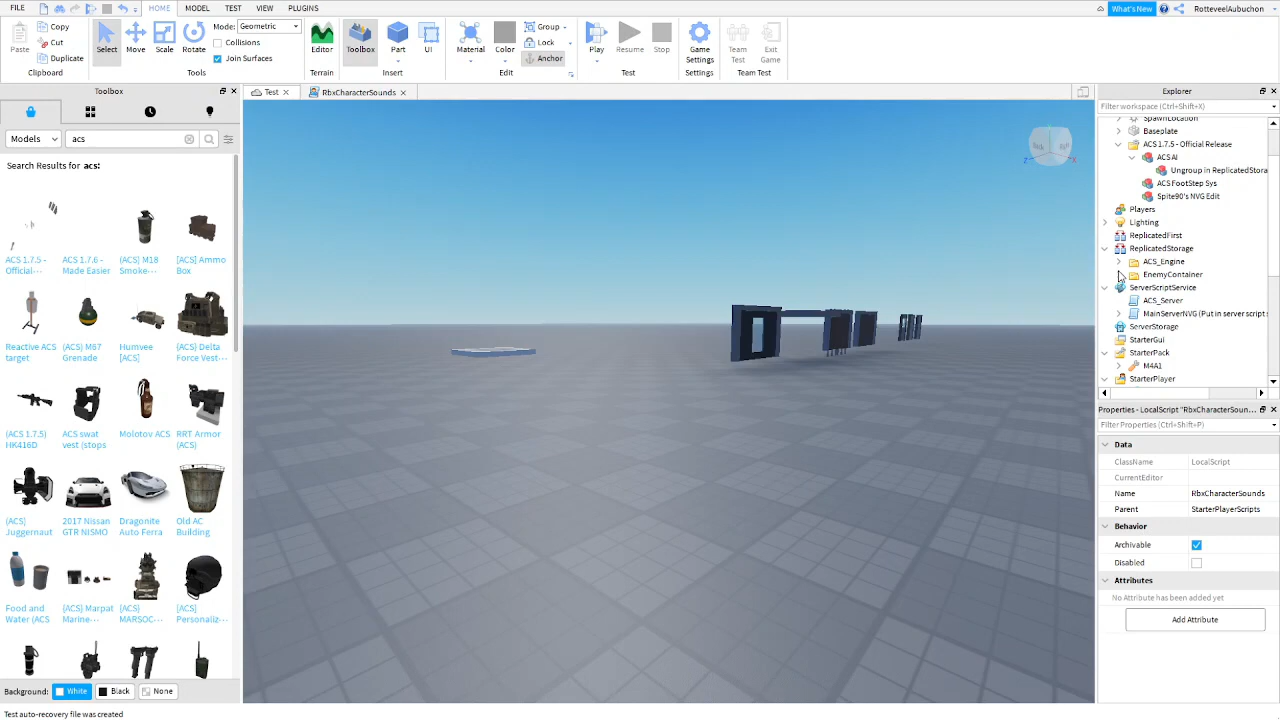 FILE HOME MODEL TEST VIEW PLUGINS What's New RotteveelAubuchon
Paste Copy Cut Duplicate Clipboard
Select Move Scale Rotate Mode: Geometric Collisions Join Surfaces Tools
Editor Terrain
Toolbox Part UI Insert
Material Color Group Lock Anchor Edit
Play Resume Stop Test
Game Settings Settings
Team Test Exit Game Team Test
Toolbox
Models acs
Search Results for acs:
ACS 1.7.5 - Official···
ACS 1.7.6 - Made Easier
(ACS) M18 Smoke···
[ACS] Ammo Box
Reactive ACS target
(ACS) M67 Grenade
Humvee [ACS]
(ACS) Delta Force Vest···
(ACS 1.7.5) HK416D
ACS swat vest (stops
Molotov ACS
RRT Armor (ACS)
(ACS) Juggernaut
2017 Nissan GTR NISMO
Dragonite Auto Ferra
Old AC Building
Food and Water (ACS
(ACS) Marpat Marine···
(ACS) MARSOC···
[ACS] Personaliz···
Background: White Black None
Test auto-recovery file was created
Test RbxCharacterSounds
Explorer
Filter workspace (Ctrl+Shift+X)
SpawnLocation
Baseplate
ACS 1.7.5 - Official Release
ACS AI
Ungroup in ReplicatedStora
ACS FootStep Sys
Spite90's NVG Edit
Players
Lighting
ReplicatedFirst
ReplicatedStorage
ACS_Engine
EnemyContainer
ServerScriptService
ACS_Server
MainServerNVG (Put in server script s
ServerStorage
StarterGui
StarterPack
M4A1
StarterPlayer
Properties - LocalScript "RbxCharacterSoun...
Filter Properties (Ctrl+Shift+P)
Data
ClassName LocalScript
CurrentEditor
Name RbxCharacterSounds
Parent StarterPlayerScripts
Behavior
Archivable
Disabled
Attributes
No Attribute has been added yet
Add Attribute